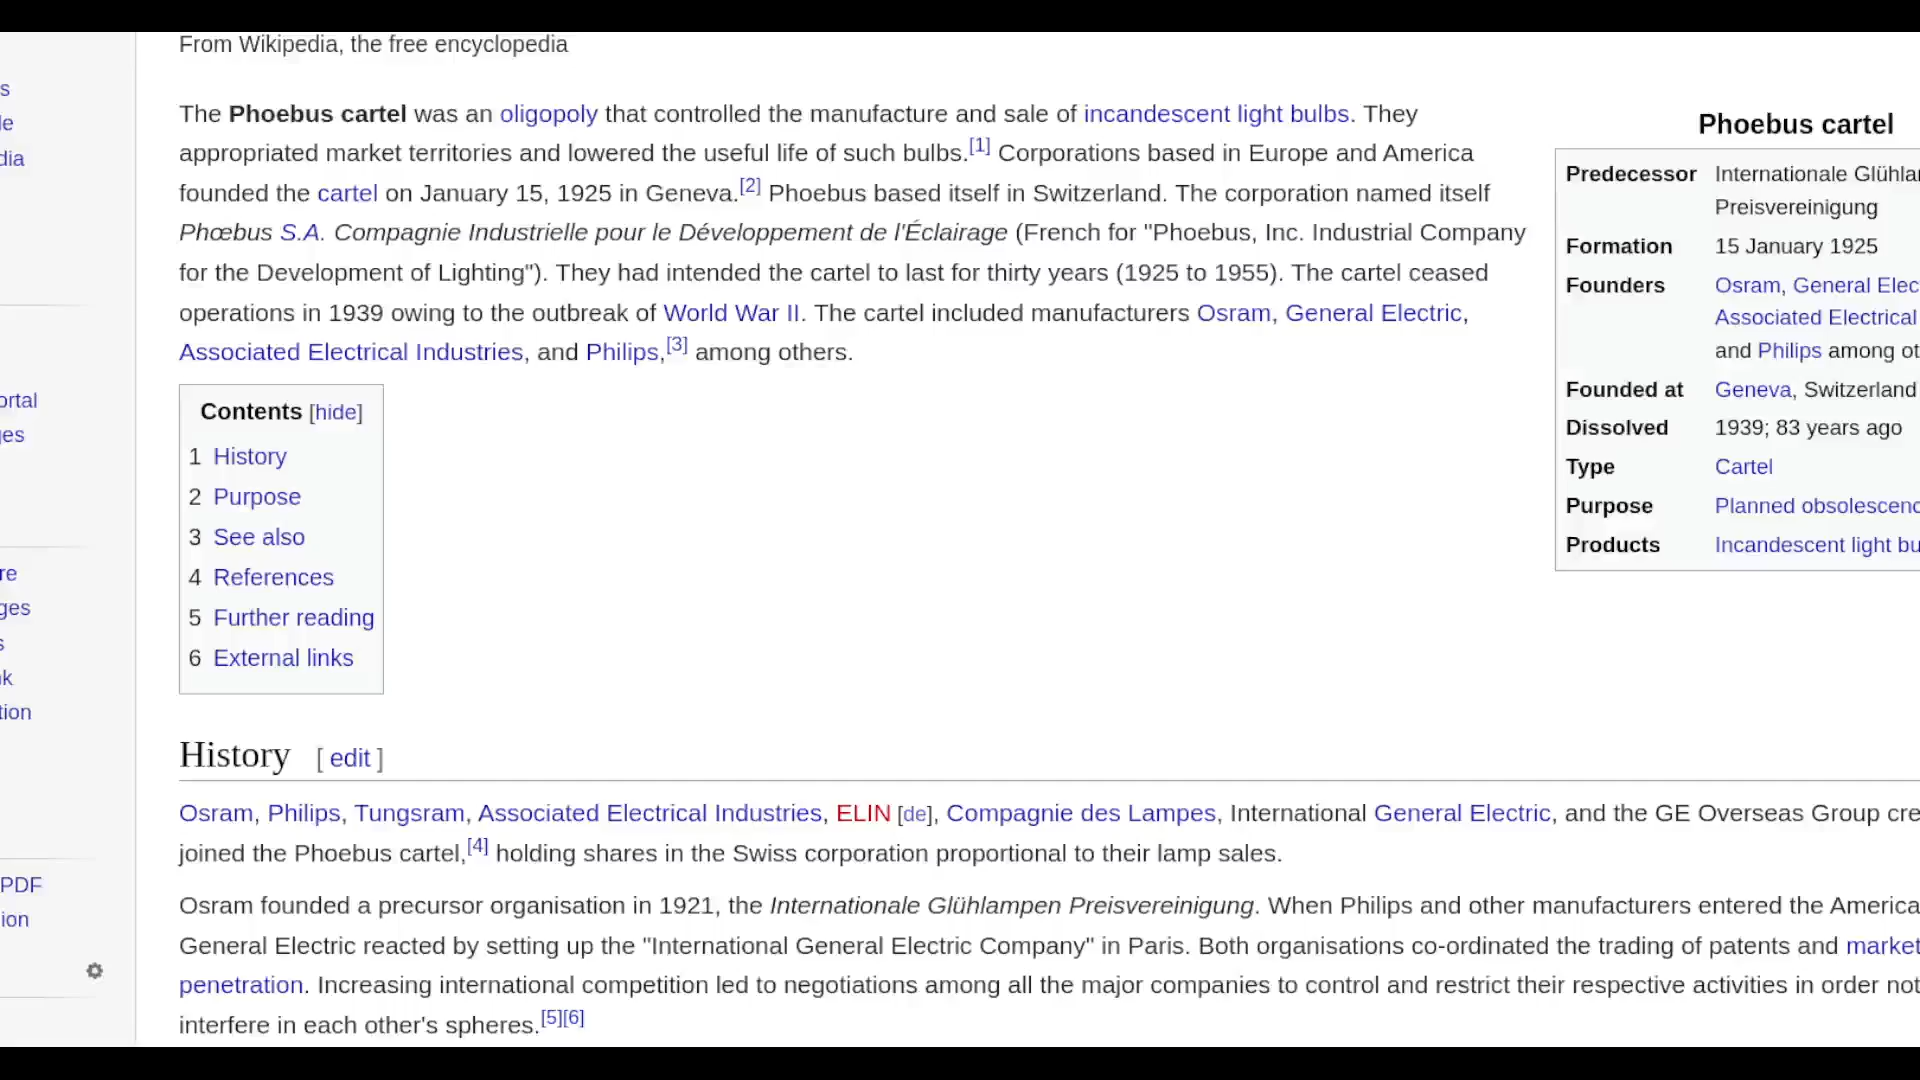 From Wikipedia, the free encyclopedia
The Phoebus cartel was an oligopoly that controlled the manufacture and sale of incandescent light bulbs. They
appropriated market territories and lowered the useful life of such bulbs.[1] Corporations based in Europe and America
founded the cartel on January 15, 1925 in Geneva.[2] Phoebus based itself in Switzerland. The corporation named itself
Phœbus S.A. Compagnie Industrielle pour le Développement de l'Éclairage (French for "Phoebus, Inc. Industrial Company
for the Development of Lighting"). They had intended the cartel to last for thirty years (1925 to 1955). The cartel ceased
operations in 1939 owing to the outbreak of World War II. The cartel included manufacturers Osram, General Electric,
Associated Electrical Industries, and Philips,[3] among others.
Phoebus cartel
Predecessor Internationale Glühla
Preisvereinigung
Formation 15 January 1925
Founders Osram, General Elec
Associated Electrical
and Philips among ot
Founded at Geneva, Switzerland
Dissolved 1939; 83 years ago
Type Cartel
Purpose Planned obsolescenc
Products Incandescent light bu
Contents [hide]
1 History
2 Purpose
3 See also
4 References
5 Further reading
6 External links
History [ edit ]
Osram, Philips, Tungsram, Associated Electrical Industries, ELIN [de], Compagnie des Lampes, International General Electric, and the GE Overseas Group cre
joined the Phoebus cartel,[4] holding shares in the Swiss corporation proportional to their lamp sales.
Osram founded a precursor organisation in 1921, the Internationale Glühlampen Preisvereinigung. When Philips and other manufacturers entered the America
General Electric reacted by setting up the "International General Electric Company" in Paris. Both organisations co-ordinated the trading of patents and market
penetration. Increasing international competition led to negotiations among all the major companies to control and restrict their respective activities in order not
interfere in each other's spheres.[5][6]
s
le
dia
ortal
ges
re
ges
s
nk
tion
PDF
ion